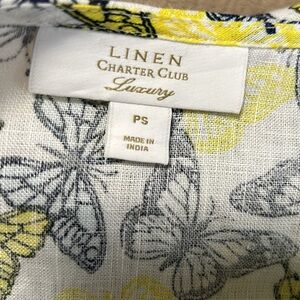 LINEN
CHARTER CLUB
Luxury
PS
MADE IN
INDIA